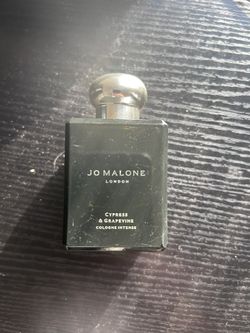 JO MALONE
LONDON
CYPRESS
& GRAPEVINE
COLOGNE INTENSE